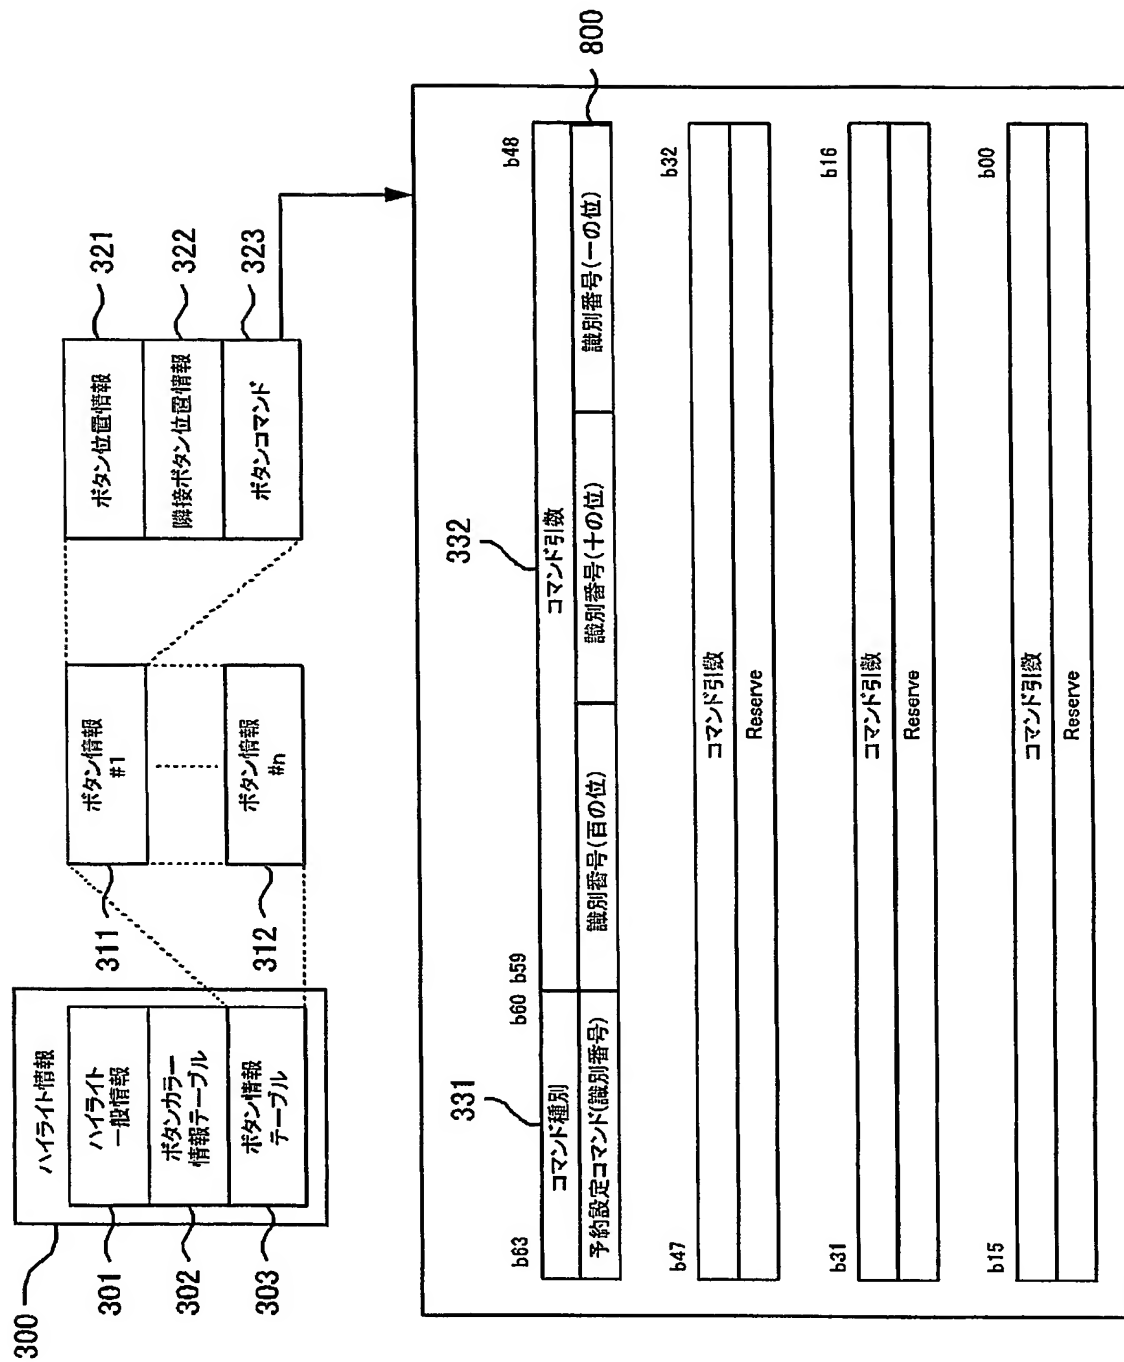 300
ハイライト情報
301
ハイライト
一般情報
302
ボタンカラー
情報テーブル
303
ボタン情報
テーブル
311
ボタン情報
#1
312
ボタン情報
#n
ボタン位置情報
321
隣接ボタン位置情報
322
ボタンコマンド
323
331
332
b63
b60
b59
b48
コマンド種別
コマンド引数
予約設定コマンド(識別番号)
識別番号(百の位)
識別番号(十の位)
識別番号(一の位)
800
b47
b32
コマンド引数
Reserve
b31
b16
コマンド引数
Reserve
b15
b00
コマンド引数
Reserve